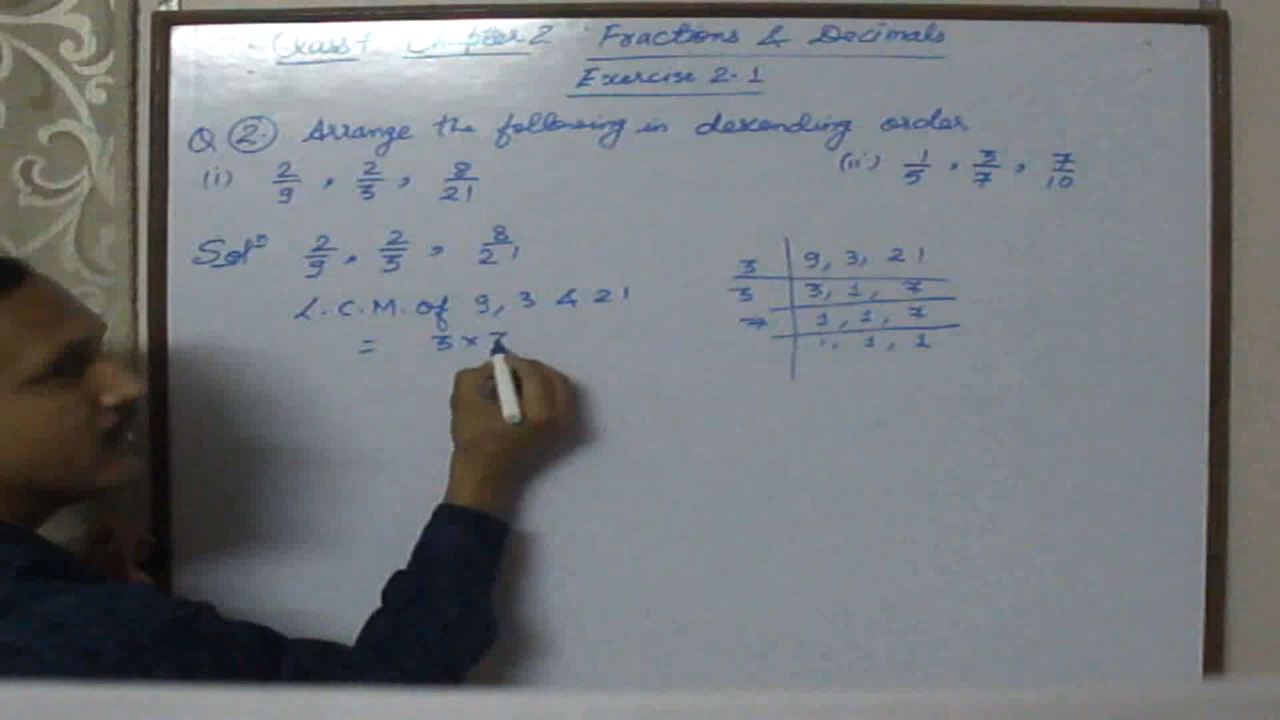 Class 7 Chapter 2 Fractions & Decimals
Exercise 2.1
Q 2. Arrange the following in descending order
(i) 2/9, 2/3, 8/21 (ii) 1/5, 3/7, 7/10
Solⁿ 2/9, 2/3, 8/21
L.C.M. of 9, 3 & 21
= 3 ×
3 | 9, 3, 21
3 | 3, 1, 7
7 | 1, 1, 7
1, 1, 1